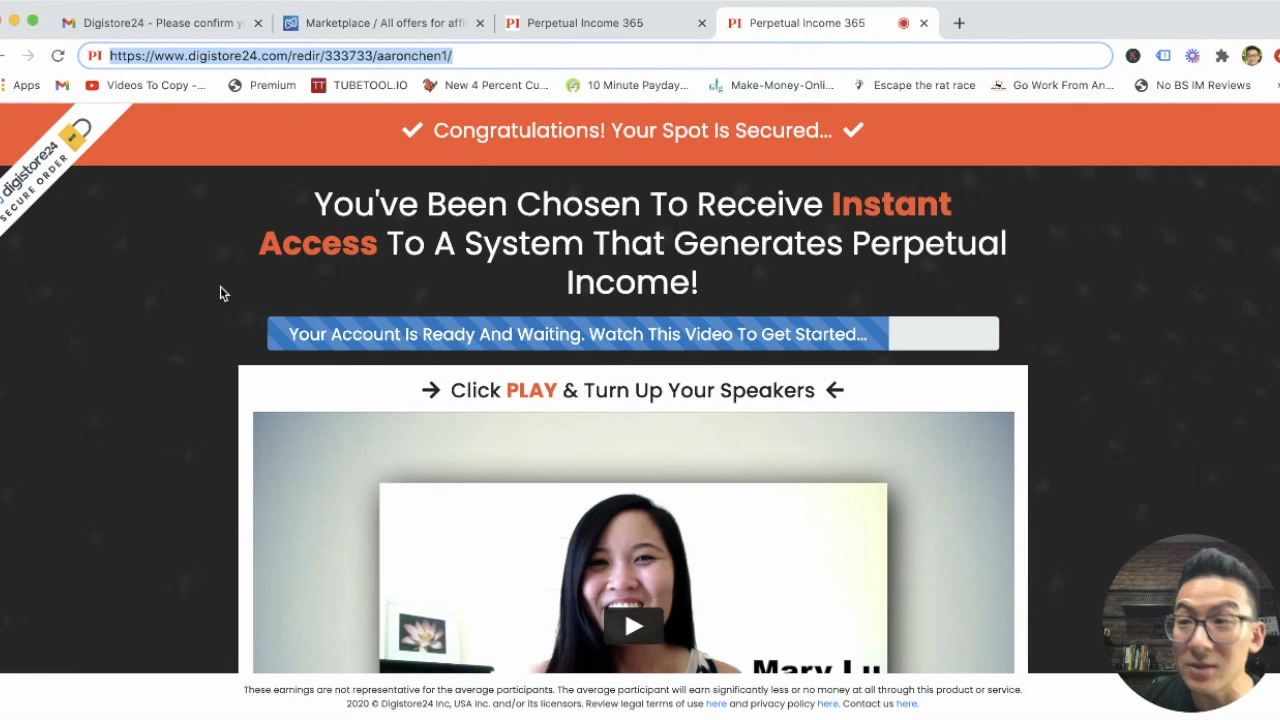 Digistore24 - Please confirm yo
Marketplace / All offers for affil
PI Perpetual Income 365
PI Perpetual Income 365
PI https://www.digistore24.com/redir/333733/aaronchen1/
Apps
Videos To Copy -...
Premium
TT TUBETOOL.IO
New 4 Percent Cu...
10 Minute Payday...
Make-Money-Onli...
Escape the rat race
Go Work From An...
No BS IM Reviews
digistore24
SECURE ORDER
Congratulations! Your Spot Is Secured...
You've Been Chosen To Receive Instant
Access To A System That Generates Perpetual
Income!
Your Account Is Ready And Waiting. Watch This Video To Get Started...
→ Click PLAY & Turn Up Your Speakers ←
Mary Lu
These earnings are not representative for the average participants. The average participant will earn significantly less or no money at all through this product or service.
2020 © Digistore24 Inc, USA Inc. and/or its licensors. Review legal terms of use here and privacy policy here. Contact us here.